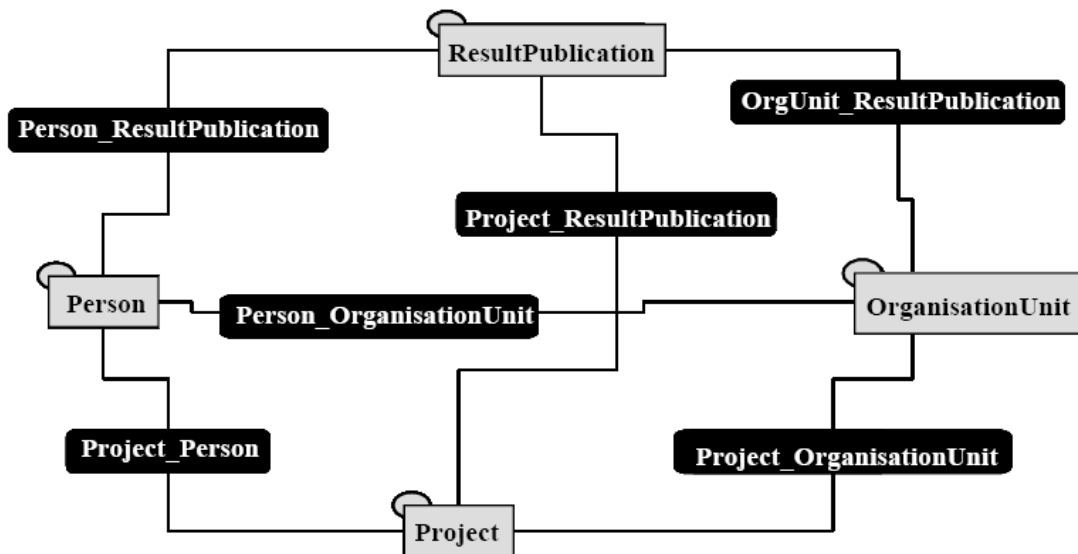 ResultPublication
OrgUnit_ResultPublication
Person_ResultPublication
Project_ResultPublication
Person
Person_OrganisationUnit
OrganisationUnit
Project_Person
Project_OrganisationUnit
Project